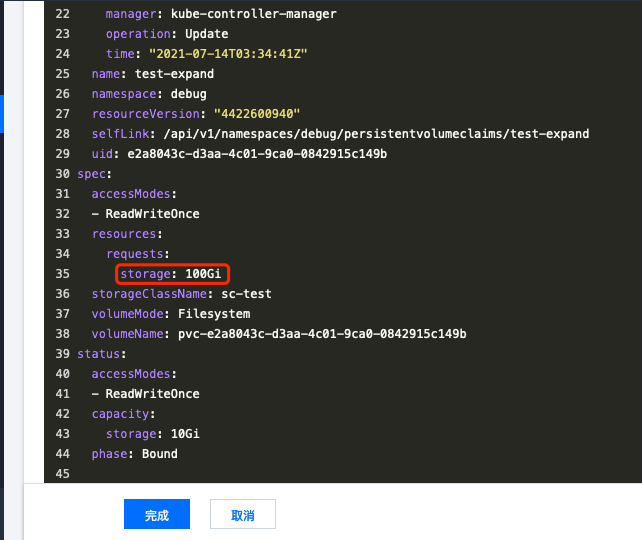 22 manager: kube-controller-manager
23 operation: Update
24 time: "2021-07-14T03:34:41Z"
25 name: test-expand
26 namespace: debug
27 resourceVersion: "4422600940"
28 selfLink: /api/v1/namespaces/debug/persistentvolumeclaims/test-expand
29 uid: e2a8043c-d3aa-4c01-9ca0-0842915c149b
30 spec:
31 accessModes:
32 - ReadWriteOnce
33 resources:
34 requests:
35 storage: 100Gi
36 storageClassName: sc-test
37 volumeMode: Filesystem
38 volumeName: pvc-e2a8043c-d3aa-4c01-9ca0-0842915c149b
39 status:
40 accessModes:
41 - ReadWriteOnce
42 capacity:
43 storage: 10Gi
44 phase: Bound
45
完成 取消